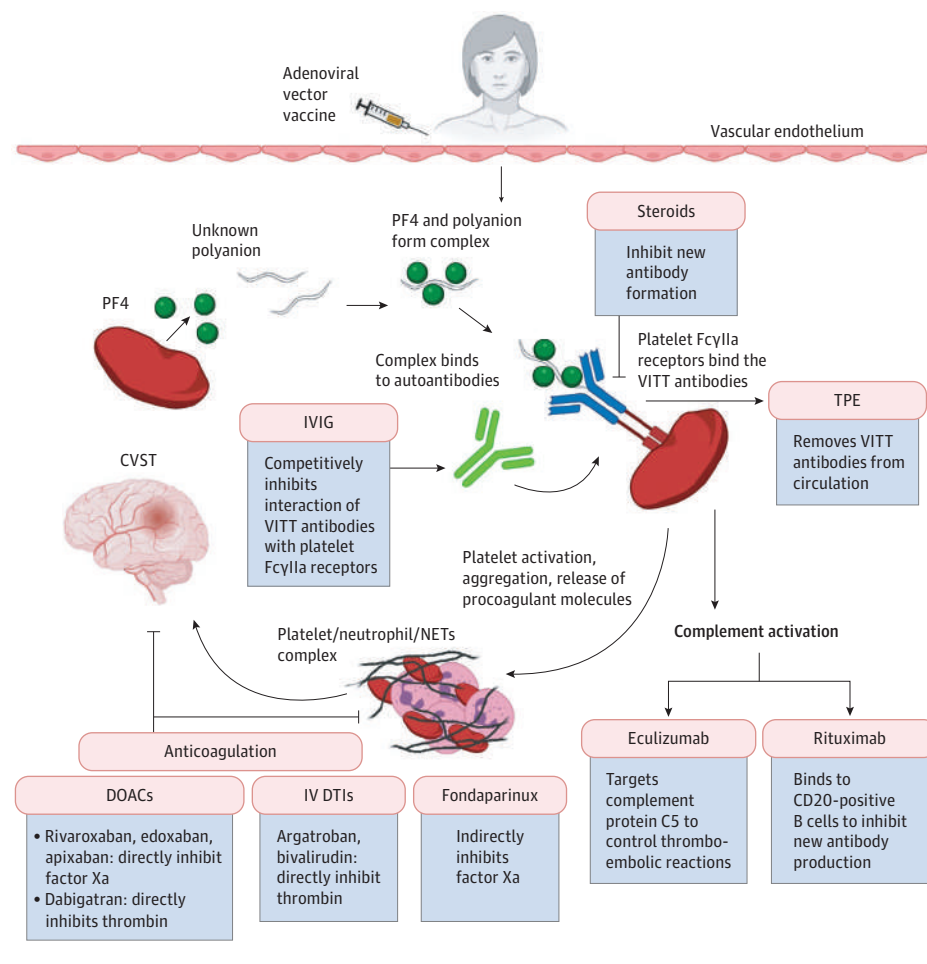 Adenoviral
vector
vaccine
Vascular endothelium
Unknown
polyanion
PF4 and polyanion
form complex
Steroids
Inhibit new
antibody
formation
PF4
Complex binds
to autoantibodies
Platelet FcγIIa
receptors bind the
VITT antibodies
TPE
Removes VITT
antibodies from
circulation
IVIG
Competitively
inhibits
interaction of
VITT antibodies
with platelet
FcγIIa receptors
CVST
Platelet activation,
aggregation, release of
procoagulant molecules
Platelet/neutrophil/NETs
complex
Complement activation
Anticoagulation
DOACs
• Rivaroxaban, edoxaban,
apixaban: directly inhibit
factor Xa
• Dabigatran: directly
inhibits thrombin
IV DTIs
Argatroban,
bivalirudin:
directly inhibit
thrombin
Fondaparinux
Indirectly
inhibits
factor Xa
Eculizumab
Targets
complement
protein C5 to
control thrombo-
embolic reactions
Rituximab
Binds to
CD20-positive
B cells to inhibit
new antibody
production